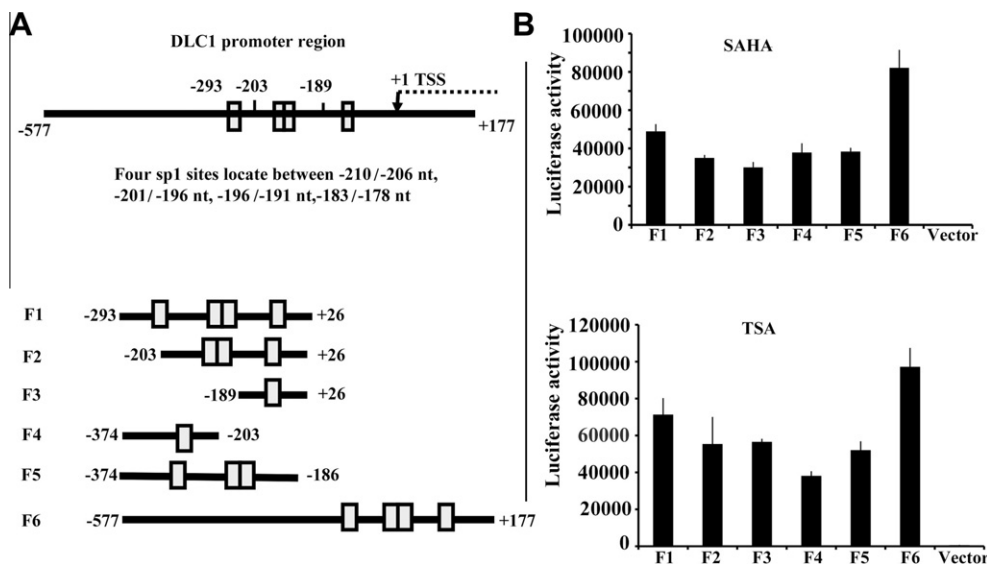 A
DLC1 promoter region
-293 -203 -189 +1 TSS
-577 +177
Four sp1 sites locate between -210/-206 nt,
-201/-196 nt, -196/-191 nt,-183/-178 nt
F1 -293 +26
F2 -203 +26
F3 -189 +26
F4 -374 -203
F5 -374 -186
F6 -577 +177
B
SAHA
Luciferase activity
100000
80000
60000
40000
20000
0
F1 F2 F3 F4 F5 F6 Vector
TSA
Luciferase activity
120000
100000
80000
60000
40000
20000
0
F1 F2 F3 F4 F5 F6 Vector